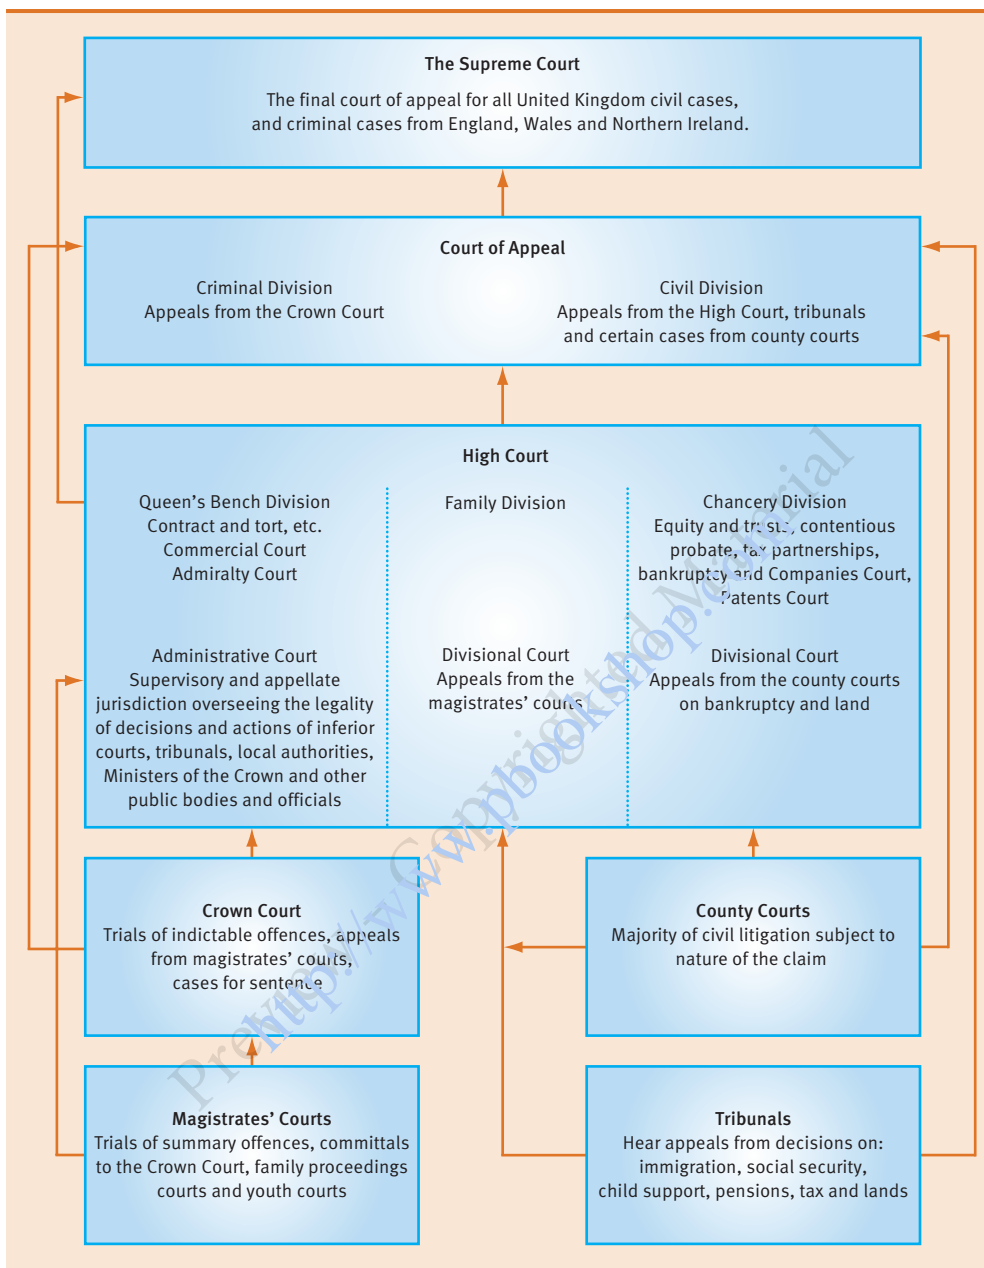 The Supreme Court
The final court of appeal for all United Kingdom civil cases,
and criminal cases from England, Wales and Northern Ireland.
Court of Appeal
Criminal Division
Appeals from the Crown Court
Civil Division
Appeals from the High Court, tribunals
and certain cases from county courts
High Court
Queen's Bench Division
Contract and tort, etc.
Commercial Court
Admiralty Court
Administrative Court
Supervisory and appellate
jurisdiction overseeing the legality
of decisions and actions of inferior
courts, tribunals, local authorities,
Ministers of the Crown and other
public bodies and officials
Family Division
Divisional Court
Appeals from the
magistrates' courts
Chancery Division
Equity and trusts, contentious
probate, tax partnerships,
bankruptcy and Companies Court,
Patents Court
Divisional Court
Appeals from the county courts
on bankruptcy and land
Crown Court
Trials of indictable offences, appeals
from magistrates' courts,
cases for sentence
County Courts
Majority of civil litigation subject to
nature of the claim
Magistrates' Courts
Trials of summary offences, committals
to the Crown Court, family proceedings
courts and youth courts
Tribunals
Hear appeals from decisions on:
immigration, social security,
child support, pensions, tax and lands
Preview - Copyrighted Material
http://www.pbookshop.com